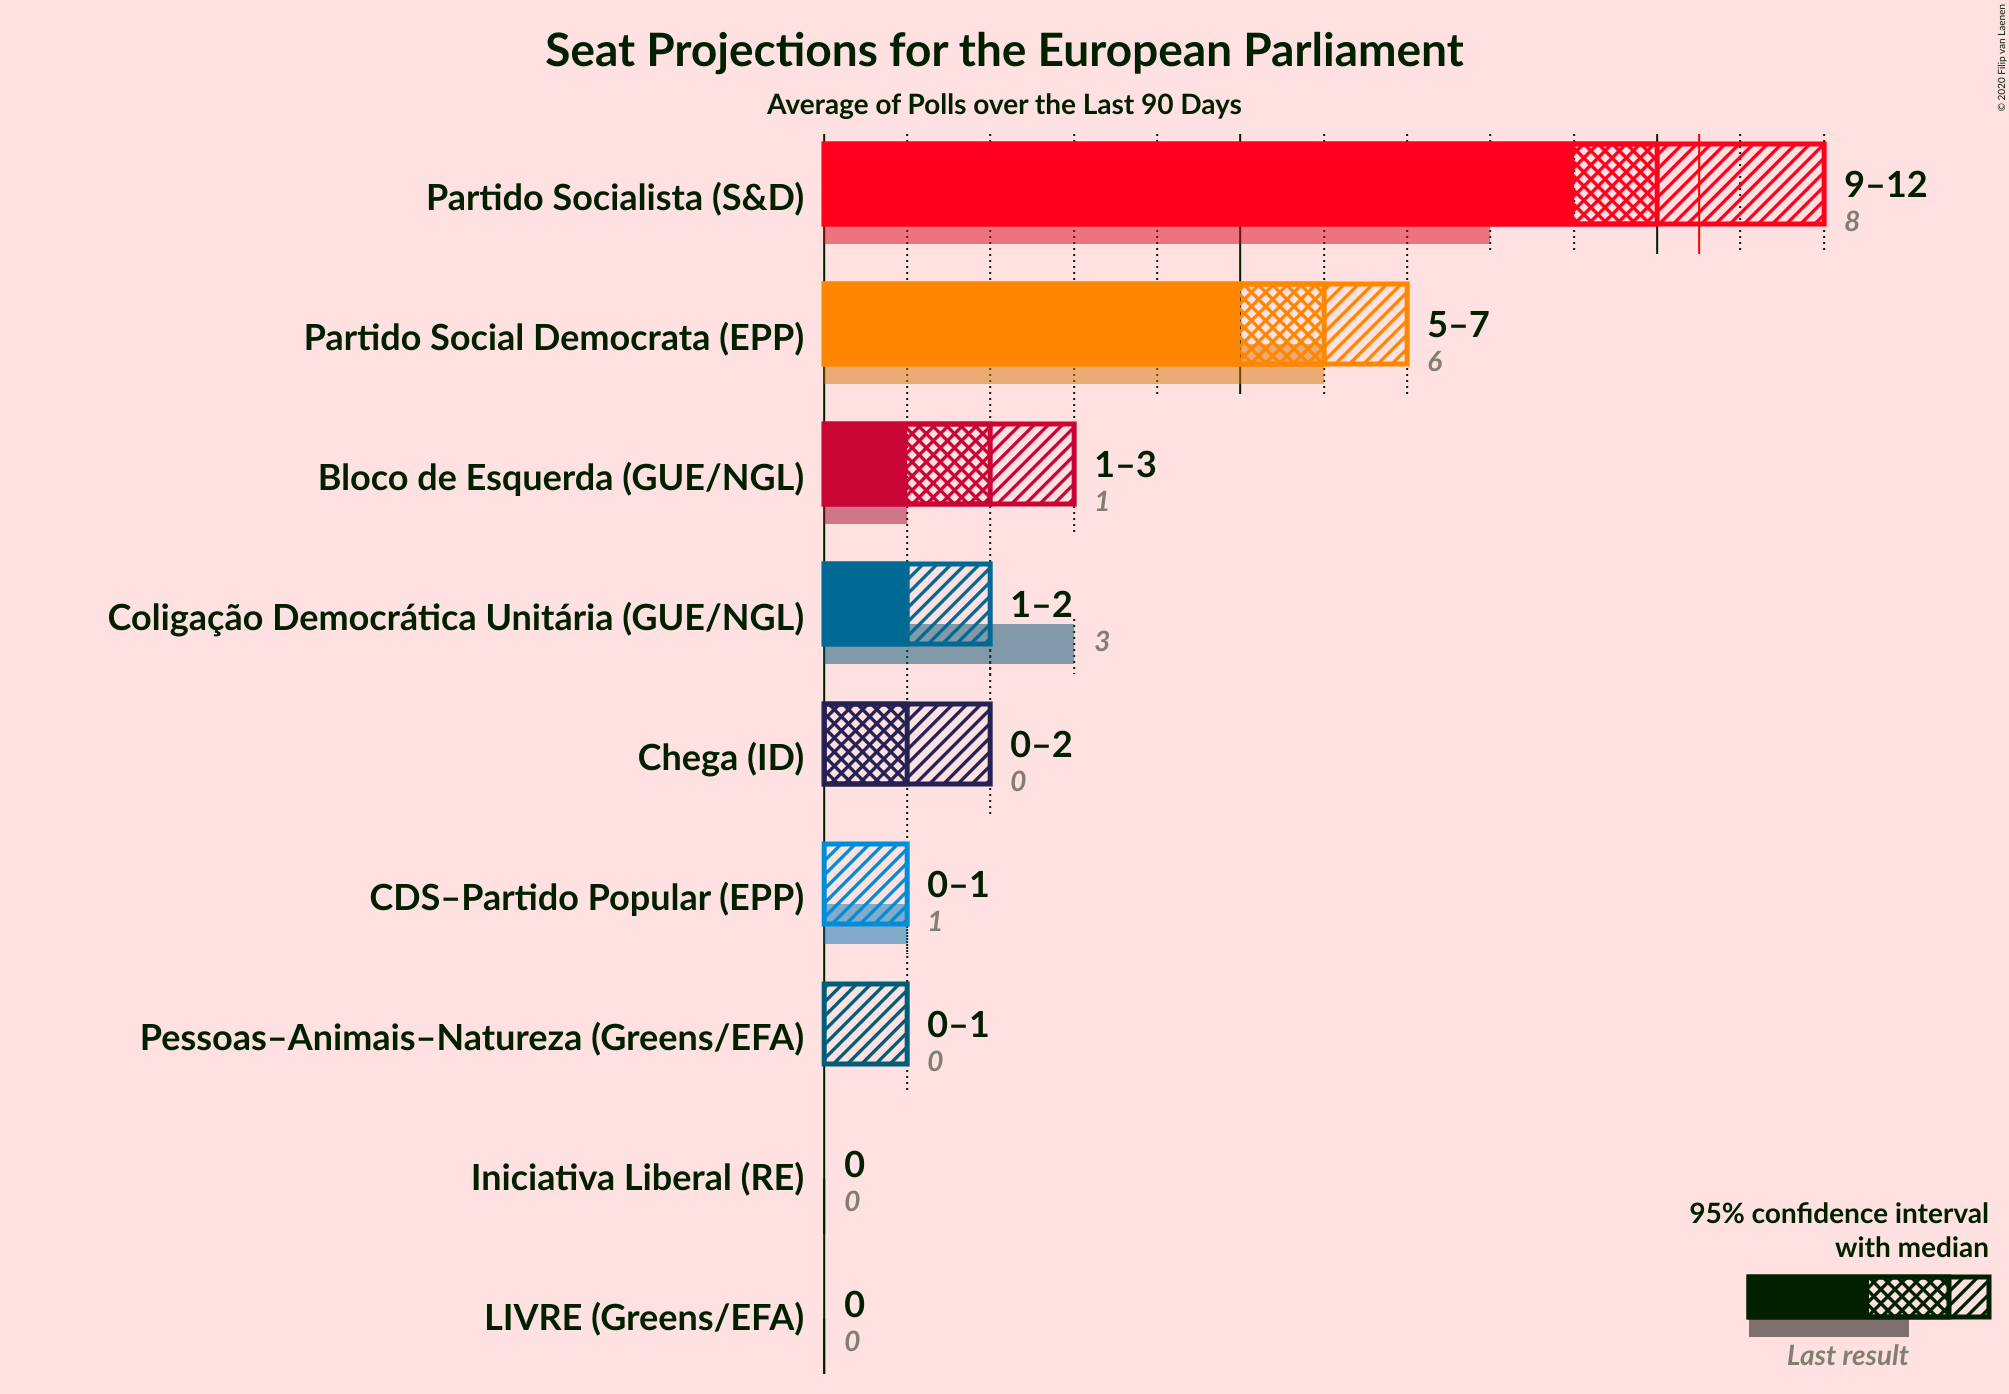 Seat Projections for the European Parliament
Average of Polls over the Last 90 Days
© 2020 Filip van Laenen
Partido Socialista (S&D)
9–12
8
Partido Social Democrata (EPP)
5–7
6
Bloco de Esquerda (GUE/NGL)
1–3
1
Coligação Democrática Unitária (GUE/NGL)
1–2
3
Chega (ID)
0–2
0
CDS–Partido Popular (EPP)
0–1
1
Pessoas–Animais–Natureza (Greens/EFA)
0–1
0
Iniciativa Liberal (RE)
0
0
LIVRE (Greens/EFA)
0
0
95% confidence interval
with median
Last result